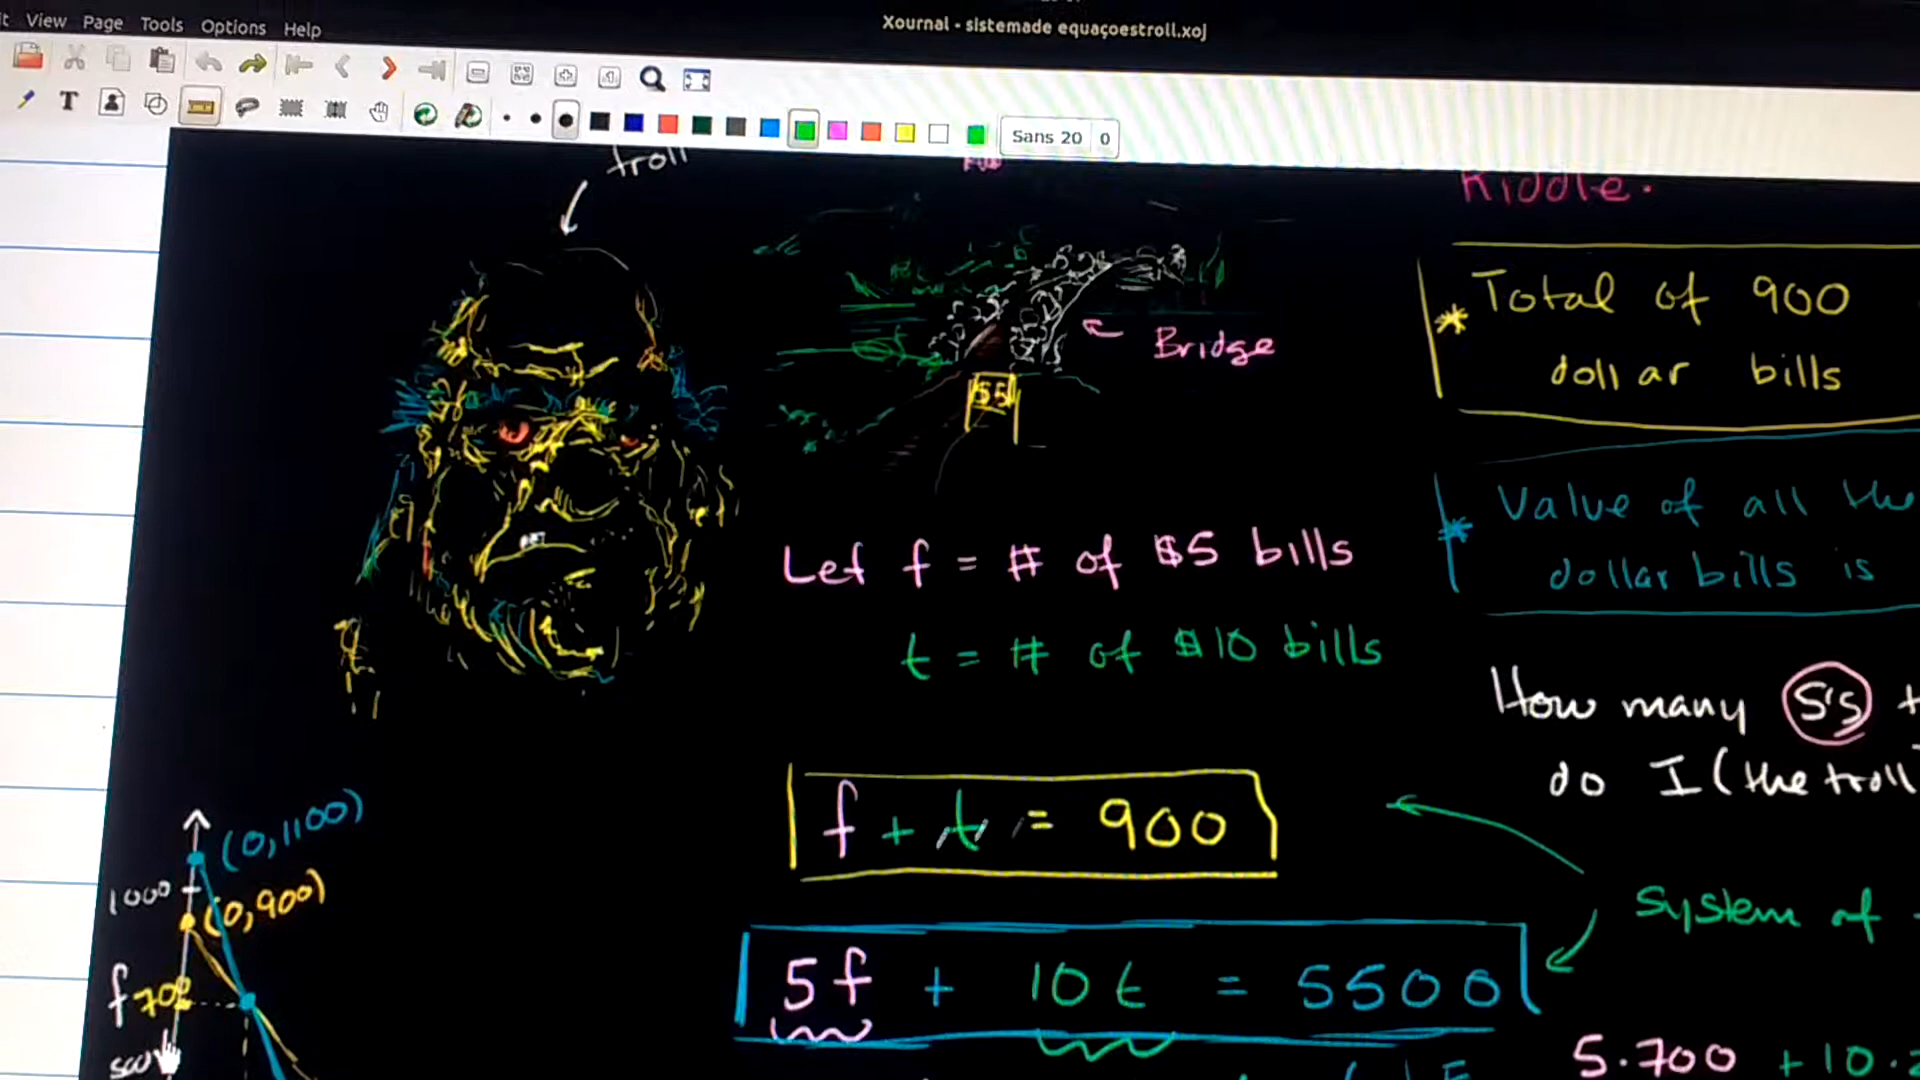 View Page Tools Options Help
Xournal - sistemade equaçoestroll.xoj
Sans 20 0
troll
Riddle.
Total of 900
dollar bills
Bridge
$5
Value of all the
dollar bills is
Let f = # of $5 bills
t = # of $10 bills
How many 5's
do I (the troll
f + t = 900
System of
5f + 10t = 5500
5.700 + 10.2
(0,1100)
1000
(0,900)
f 700